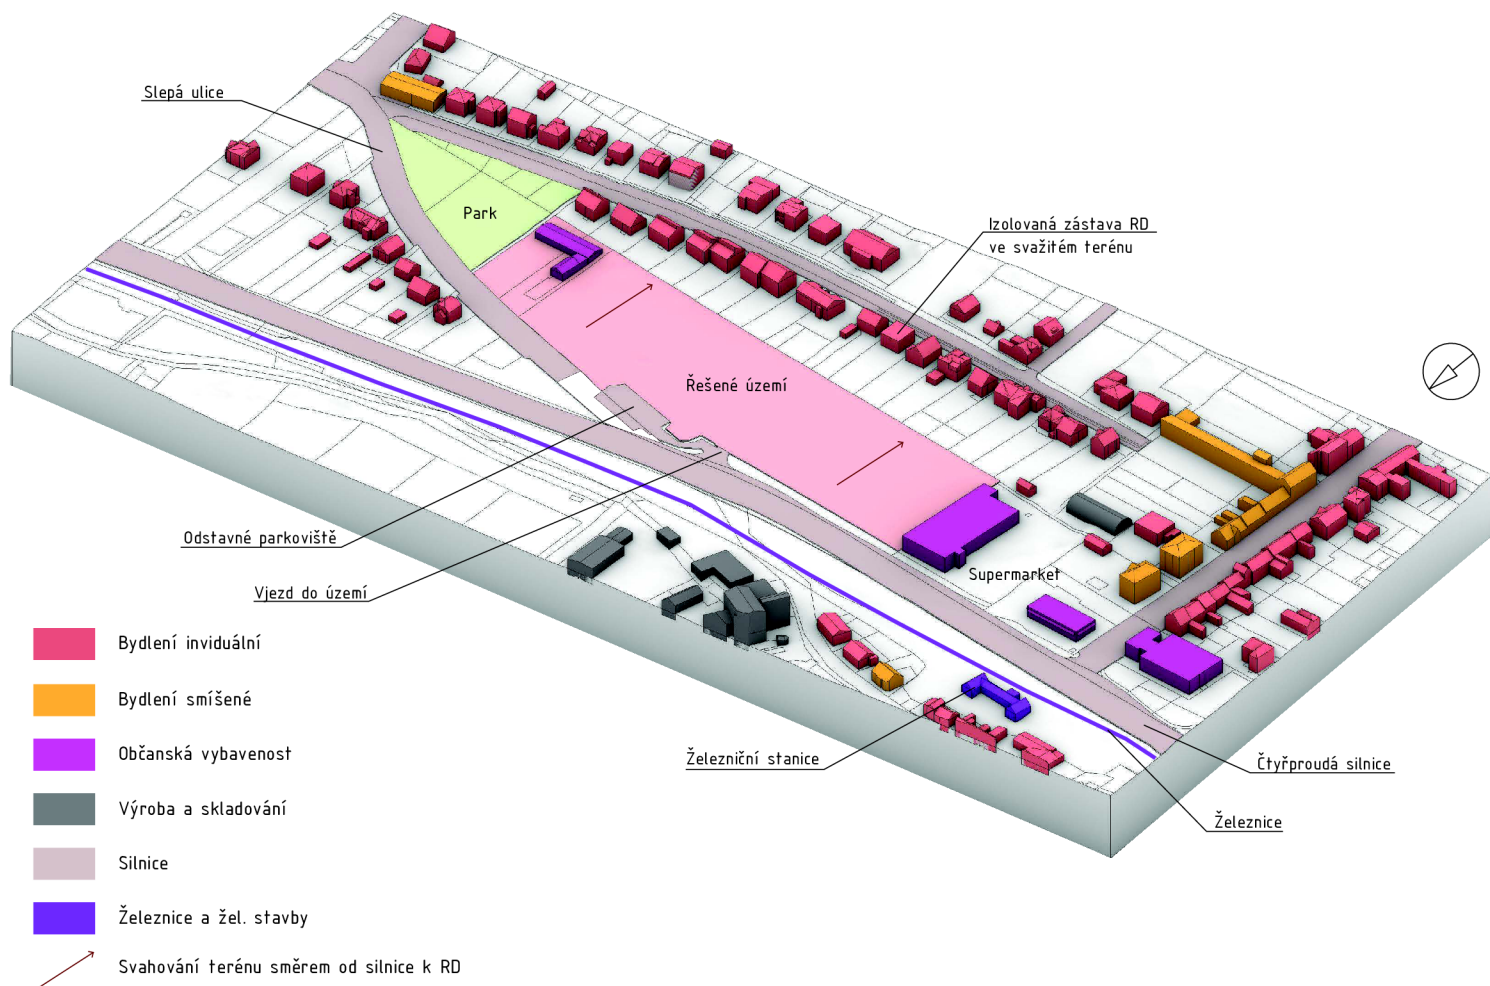 Slepá ulice
Park
Izolovaná zástava RD
ve svažitém terénu
Řešené území
Odstavné parkoviště
Vjezd do území
Supermarket
Železniční stanice
Čtyřproudá silnice
Železnice
Bydlení inviduální
Bydlení smíšené
Občanská vybavenost
Výroba a skladování
Silnice
Železnice a žel. stavby
Svahování terénu směrem od silnice k RD